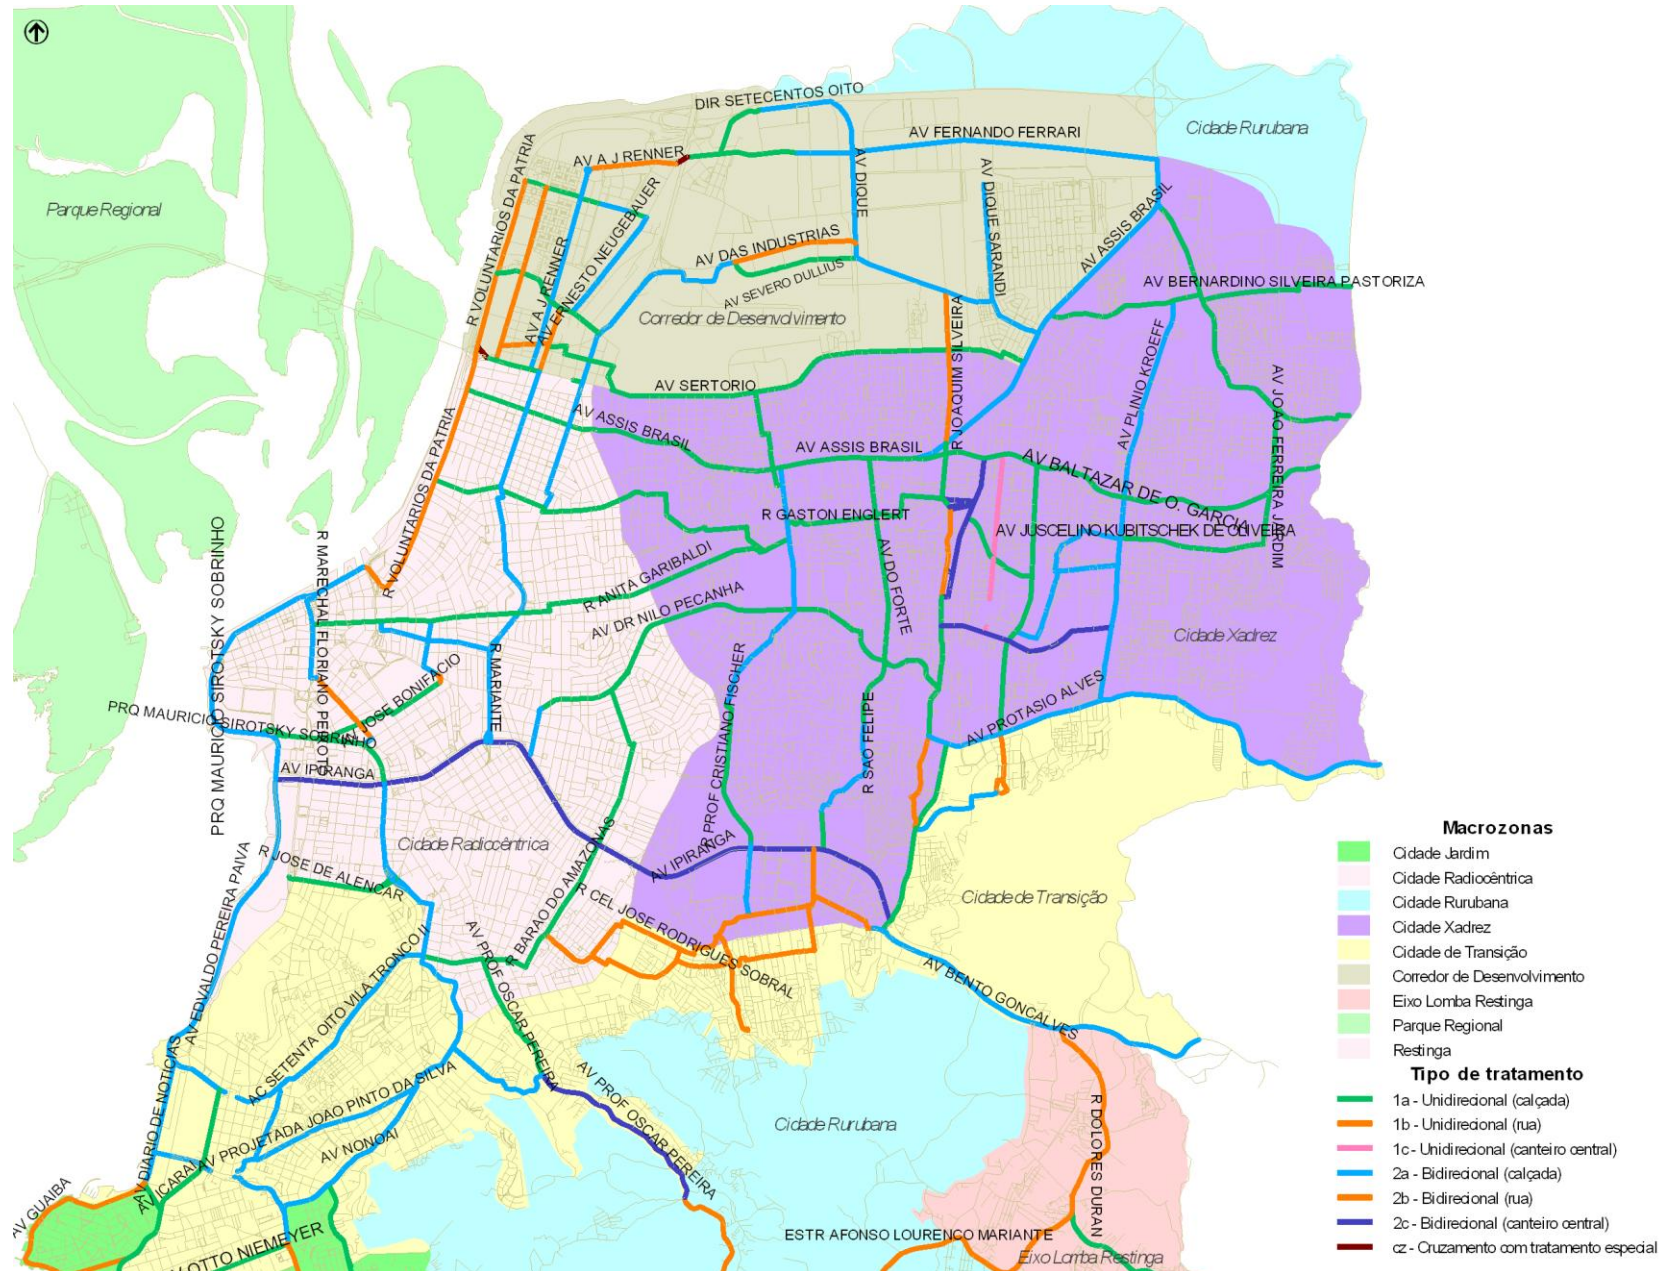 DIR SETECENTOS OITO
AV FERNANDO FERRARI
Cidade Rurubana
AV A J RENNER
R VOLUNTARIOS DA PATRIA
AV DIQUE
AV DIQUE SARANDI
AV ASSIS BRASIL
Parque Regional
AV ERNESTO NEUGEBAUER
AV A J RENNER
AV DAS INDUSTRIAS
AV SEVERO DULLIUS
AV BERNARDINO SILVEIRA PASTORIZA
Corredor de Desenvolvimento
R JOAQUIM SILVEIRA
AV PLINIO KROEFF
AV SERTORIO
AV JOAO FERREIRA JARDIM
AV ASSIS BRASIL
AV ASSIS BRASIL
R VOLUNTARIOS DA PATRIA
AV BALTAZAR DE O. GARCIA
R GASTON ENGLERT
AV JUSCELINO KUBITSCHEK DE OLIVEIRA
R MARECHAL FLORIANO PEIXOTO
PRQ MAURICIO SIROTSKY SOBRINHO
R ANITA GARIBALDI
AV DR NILO PECANHA
AV DO FORTE
Cidade Xadrez
R MARIANTE
AV JOSE BONIFACIO
R PROF CRISTIANO FISCHER
R SAO FELIPE
AV PROTASIO ALVES
PRQ MAURICIO SIROTSKY SOBRINHO
AV IPIRANGA
Cidade Radiocêntrica
R JOSE DE ALENCAR
AV EDVALDO PEREIRA PAIVA
R BARAO DO AMAZONAS
AV IPIRANGA
R CEL JOSE RODRIGUES SOBRAL
Cidade de Transição
AV PROF OSCAR PEREIRA
AC SETENTA OITO VILA TRONCO II
AV BENTO GONCALVES
AV DIARIO DE NOTICIAS
AV PROJETADA JOAO PINTO DA SILVA
AV NONOAI
AV ICARAI
AV PROF OSCAR PEREIRA
Cidade Rurubana
R DOLORES DURAN
AV GUAIBA
V OTTO NIEMEYER
ESTR AFONSO LOURENCO MARIANTE
Eixo Lomba Restinga
Macrozonas
Cidade Jardim
Cidade Radiocêntrica
Cidade Rurubana
Cidade Xadrez
Cidade de Transição
Corredor de Desenvolvimento
Eixo Lomba Restinga
Parque Regional
Restinga
Tipo de tratamento
1a - Unidirecional (calçada)
1b - Unidirecional (rua)
1c - Unidirecional (canteiro central)
2a - Bidirecional (calçada)
2b - Bidirecional (rua)
2c - Bidirecional (canteiro central)
cz - Cruzamento com tratamento especial